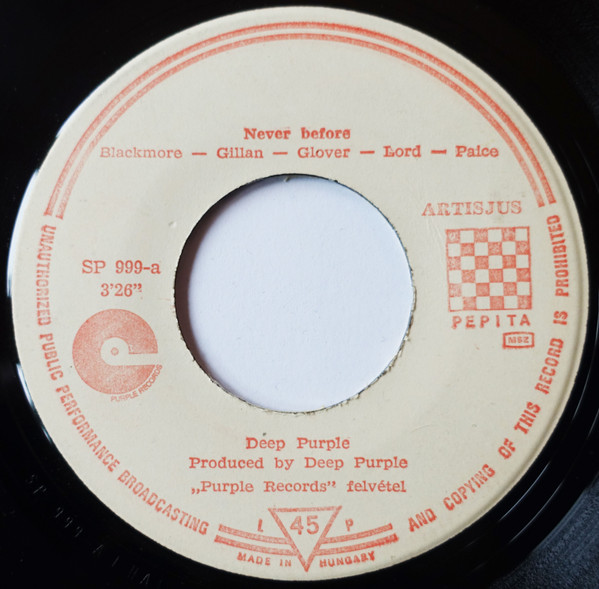 Never before
Blackmore — Gillan — Glover — Lord — Paice
ARTISJUS
SP 999-a
3'26"
PEPITA
MSZ
PURPLE RECORDS
Deep Purple
Produced by Deep Purple
„Purple Records" felvétel
L 45 P
MADE IN HUNGARY
UNAUTHORIZED PUBLIC PERFORMANCE BROADCASTING AND COPYING OF THIS RECORD IS PROHIBITED
SP 999 A